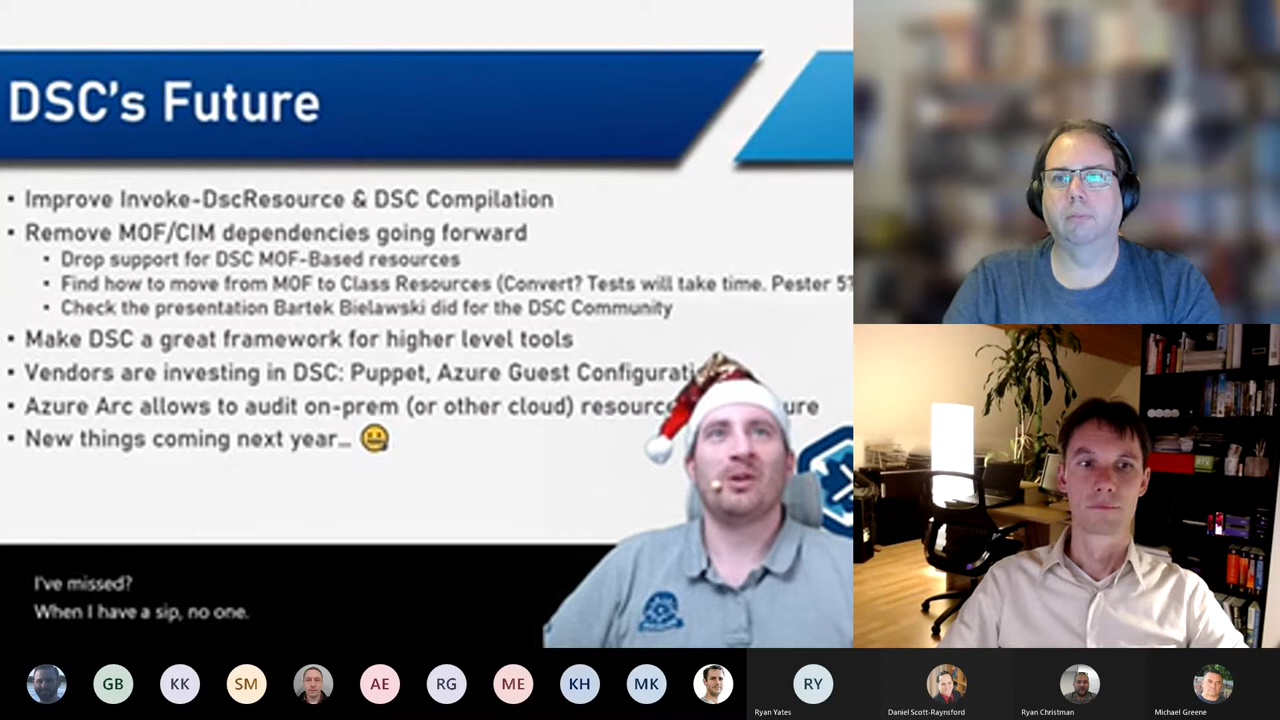 DSC's Future
• Improve Invoke-DscResource & DSC Compilation
• Remove MOF/CIM dependencies going forward
• Drop support for DSC MOF-Based resources
• Find how to move from MOF to Class Resources (Convert? Tests will take time. Pester 5?
• Check the presentation Bartek Bielawski did for the DSC Community
• Make DSC a great framework for higher level tools
• Vendors are investing in DSC: Puppet, Azure Guest Configurati
• Azure Arc allows to audit on-prem (or other cloud) resourc ure
• New things coming next year...
I've missed?
When I have a sip, no one.
GB
KK
SM
AE
RG
ME
KH
MK
RY
Ryan Yates
Daniel Scott-Raynsford
Ryan Christman
Michael Greene